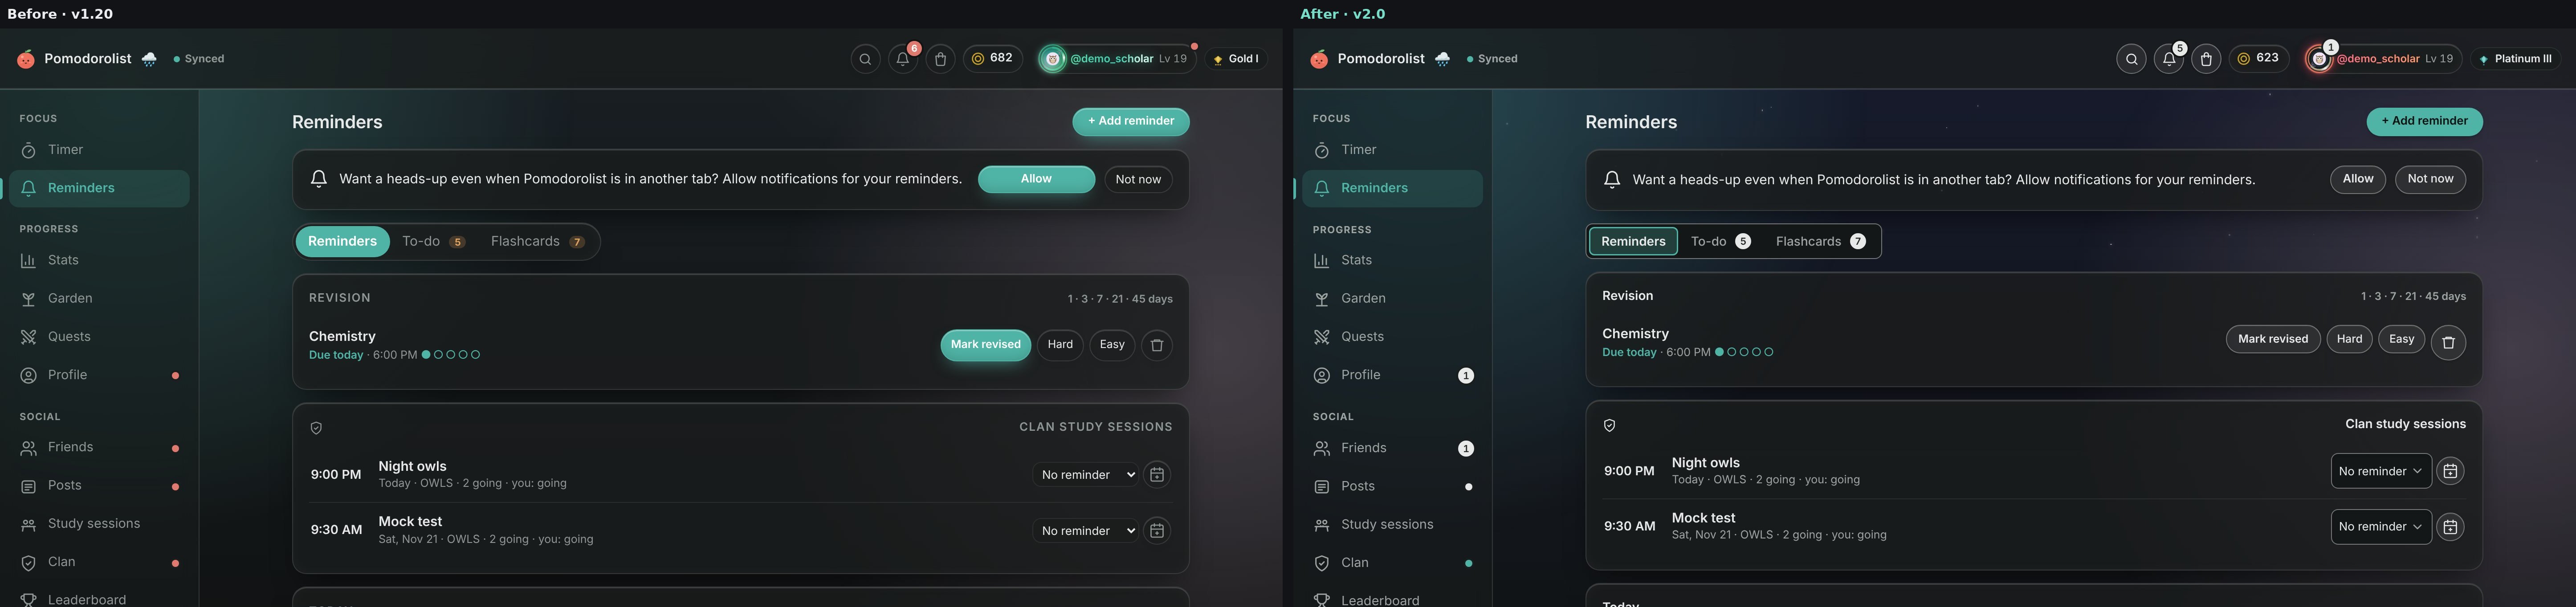 Before · v1.20
Pomodorolist
Synced
6
682
@demo_scholar Lv 19
Gold I
FOCUS
Timer
Reminders
PROGRESS
Stats
Garden
Quests
Profile
SOCIAL
Friends
Posts
Study sessions
Clan
Leaderboard
Reminders
+ Add reminder
Want a heads-up even when Pomodorolist is in another tab? Allow notifications for your reminders.
Allow
Not now
Reminders
To-do 5
Flashcards 7
REVISION
1 · 3 · 7 · 21 · 45 days
Chemistry
Due today · 6:00 PM
Mark revised
Hard
Easy
CLAN STUDY SESSIONS
9:00 PM
Night owls
Today · OWLS · 2 going · you: going
No reminder
9:30 AM
Mock test
Sat, Nov 21 · OWLS · 2 going · you: going
No reminder
After · v2.0
Pomodorolist
Synced
5
623
1
@demo_scholar Lv 19
Platinum III
FOCUS
Timer
Reminders
PROGRESS
Stats
Garden
Quests
Profile 1
SOCIAL
Friends 1
Posts
Study sessions
Clan
Leaderboard
Reminders
+ Add reminder
Want a heads-up even when Pomodorolist is in another tab? Allow notifications for your reminders.
Allow
Not now
Reminders
To-do 5
Flashcards 7
Revision
1 · 3 · 7 · 21 · 45 days
Chemistry
Due today · 6:00 PM
Mark revised
Hard
Easy
Clan study sessions
9:00 PM
Night owls
Today · OWLS · 2 going · you: going
No reminder
9:30 AM
Mock test
Sat, Nov 21 · OWLS · 2 going · you: going
No reminder
Today